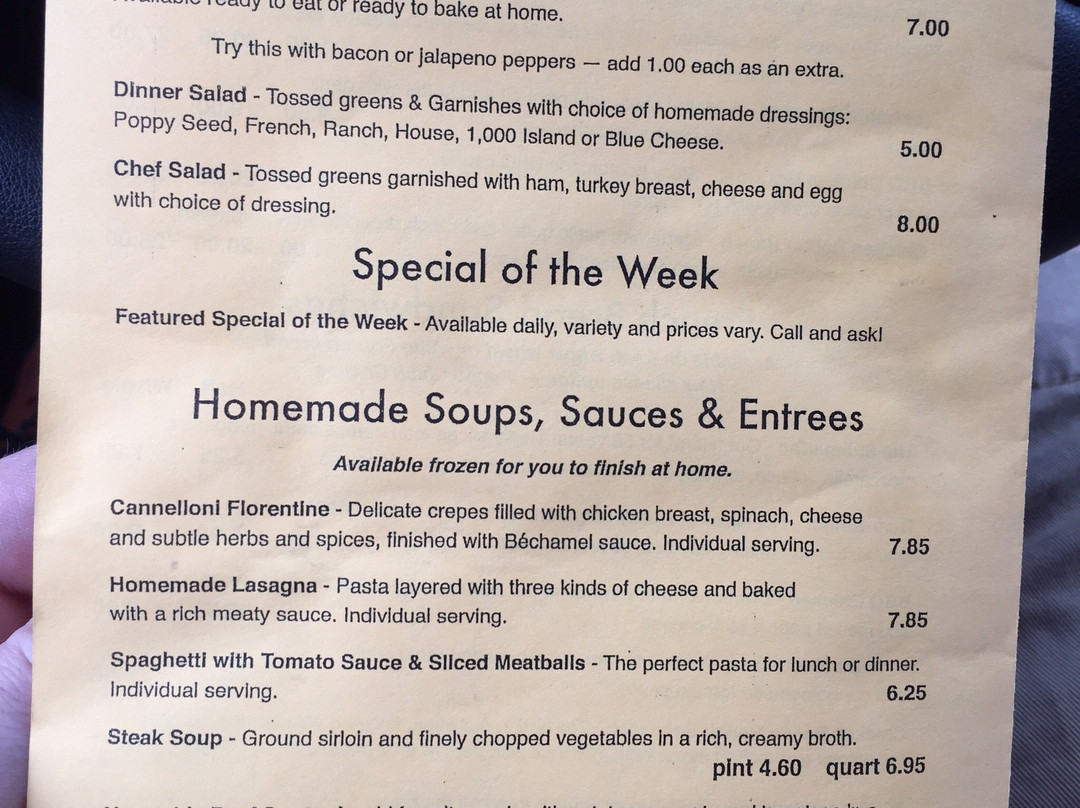 ready to eat or ready to bake at home.
7.00
Try this with bacon or jalapeno peppers — add 1.00 each as an extra.
Dinner Salad - Tossed greens & Garnishes with choice of homemade dressings:
Poppy Seed, French, Ranch, House, 1,000 Island or Blue Cheese. 5.00
Chef Salad - Tossed greens garnished with ham, turkey breast, cheese and egg
with choice of dressing. 8.00
Special of the Week
Featured Special of the Week - Available daily, variety and prices vary. Call and ask!
Homemade Soups, Sauces & Entrees
Available frozen for you to finish at home.
Cannelloni Florentine - Delicate crepes filled with chicken breast, spinach, cheese
and subtle herbs and spices, finished with Béchamel sauce. Individual serving. 7.85
Homemade Lasagna - Pasta layered with three kinds of cheese and baked
with a rich meaty sauce. Individual serving. 7.85
Spaghetti with Tomato Sauce & Sliced Meatballs - The perfect pasta for lunch or dinner.
Individual serving. 6.25
Steak Soup - Ground sirloin and finely chopped vegetables in a rich, creamy broth.
pint 4.60 quart 6.95